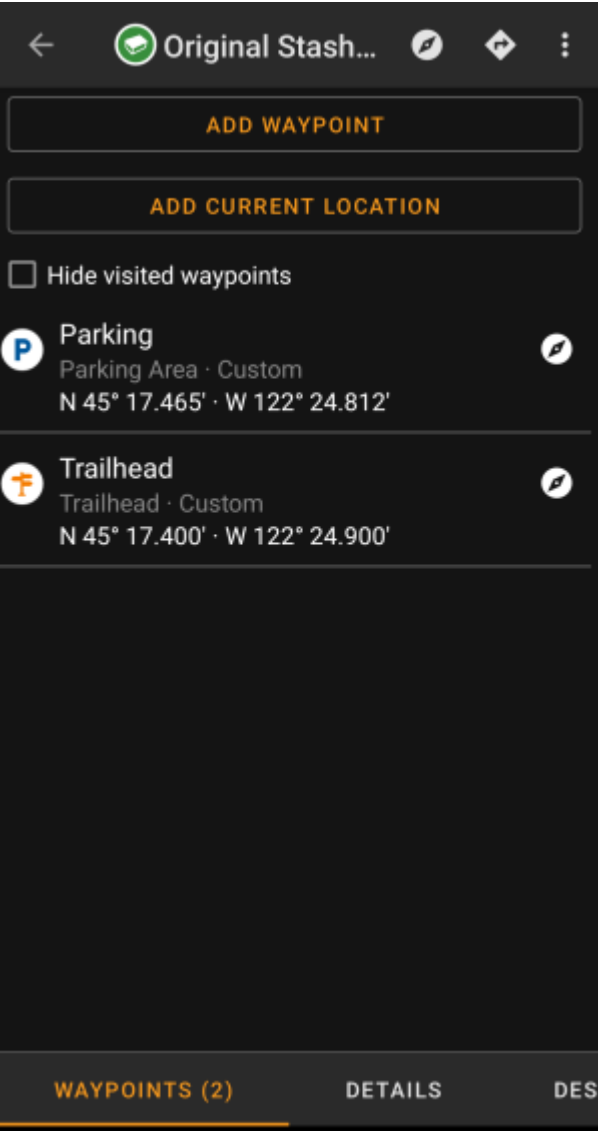 Original Stash...
ADD WAYPOINT
ADD CURRENT LOCATION
Hide visited waypoints
P
Parking
Parking Area · Custom
N 45° 17.465' · W 122° 24.812'
Trailhead
Trailhead · Custom
N 45° 17.400' · W 122° 24.900'
WAYPOINTS (2) DETAILS DES